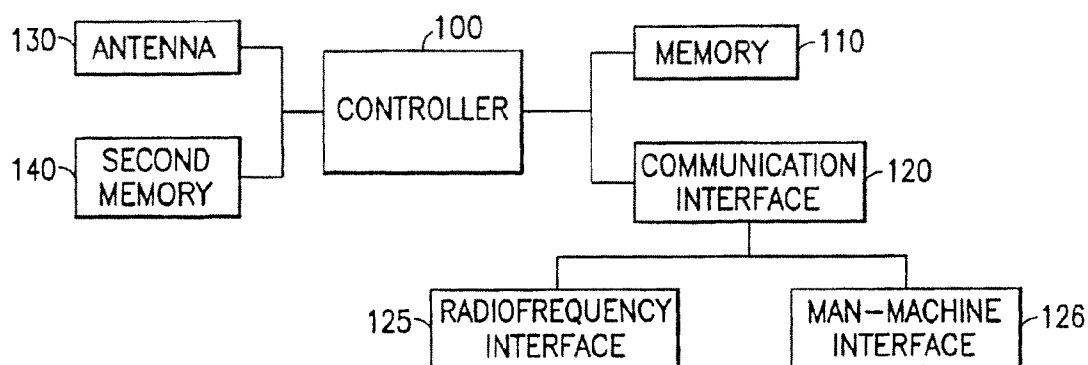 130
ANTENNA
100
CONTROLLER
MEMORY
110
140
SECOND
MEMORY
COMMUNICATION
INTERFACE
120
125
RADIOFREQUENCY
INTERFACE
MAN-MACHINE
INTERFACE
126